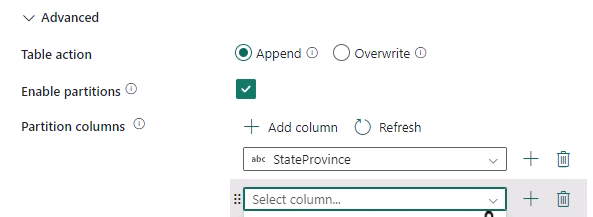 Advanced
Table action Append Overwrite
Enable partitions
Partition columns Add column Refresh
abc StateProvince
Select column...